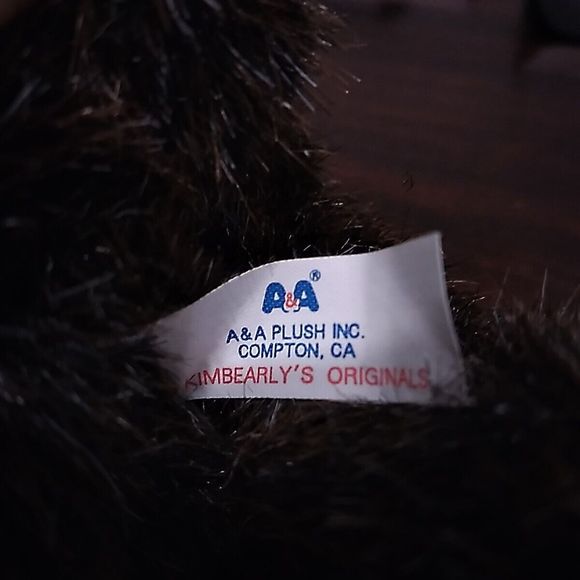 A&A®
A&A PLUSH INC.
COMPTON, CA
KIMBEARLY'S ORIGINALS